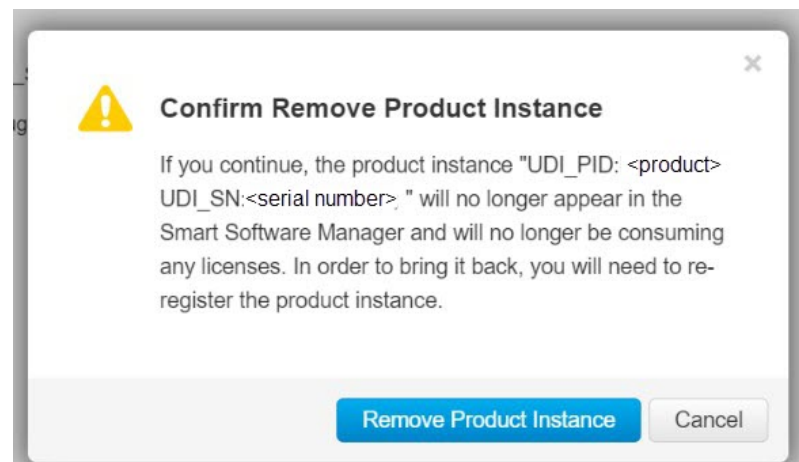 ×
Confirm Remove Product Instance
If you continue, the product instance "UDI_PID: <product>
UDI_SN:<serial number>, " will no longer appear in the
Smart Software Manager and will no longer be consuming
any licenses. In order to bring it back, you will need to re-
register the product instance.
Remove Product Instance Cancel